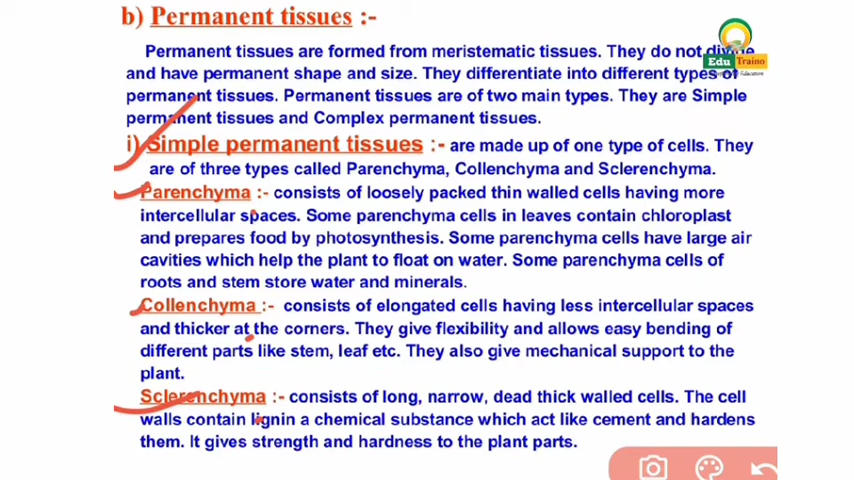 b) Permanent tissues :-
Edu Traino
Permanent tissues are formed from meristematic tissues. They do not divide
and have permanent shape and size. They differentiate into different types of
permanent tissues. Permanent tissues are of two main types. They are Simple
permanent tissues and Complex permanent tissues.
i) Simple permanent tissues :- are made up of one type of cells. They
are of three types called Parenchyma, Collenchyma and Sclerenchyma.
Parenchyma :- consists of loosely packed thin walled cells having more
intercellular spaces. Some parenchyma cells in leaves contain chloroplast
and prepares food by photosynthesis. Some parenchyma cells have large air
cavities which help the plant to float on water. Some parenchyma cells of
roots and stem store water and minerals.
Collenchyma :- consists of elongated cells having less intercellular spaces
and thicker at the corners. They give flexibility and allows easy bending of
different parts like stem, leaf etc. They also give mechanical support to the
plant.
Sclerenchyma :- consists of long, narrow, dead thick walled cells. The cell
walls contain lignin a chemical substance which act like cement and hardens
them. It gives strength and hardness to the plant parts.